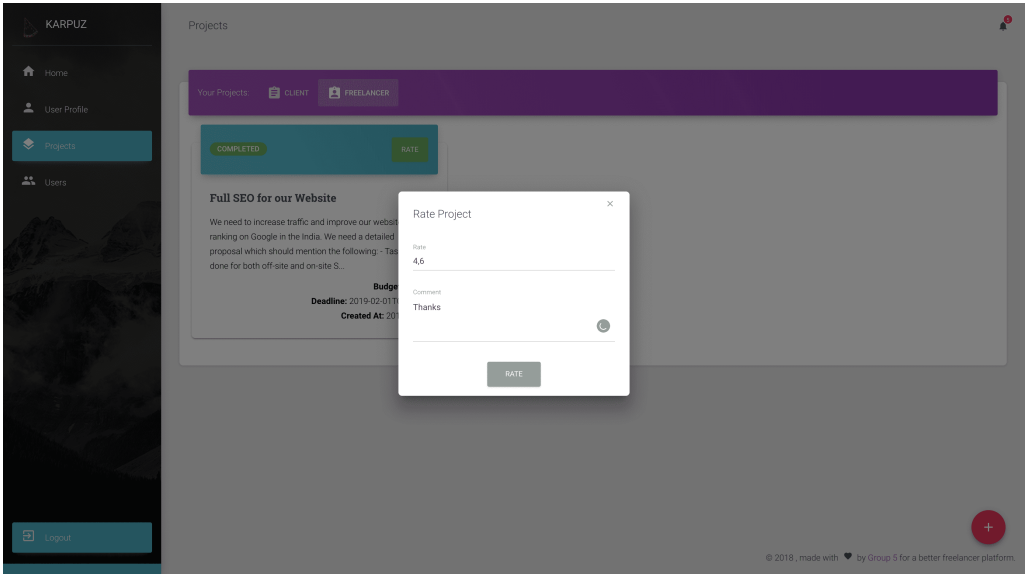 KARPUZ
Projects
1
Home
User Profile
Projects
Users
Logout
Your Projects:
CLIENT
FREELANCER
COMPLETED
RATE
Full SEO for our Website
We need to increase traffic and improve our websit
ranking on Google in the India. We need a detailed
proposal which should mention the following: - Tas
done for both off-site and on-site S...
Budge
Deadline: 2019-02-01T
Created At: 201
×
Rate Project
Rate
4,6
Comment
Thanks
RATE
+
© 2018 , made with ♥ by Group 5 for a better freelancer platform.